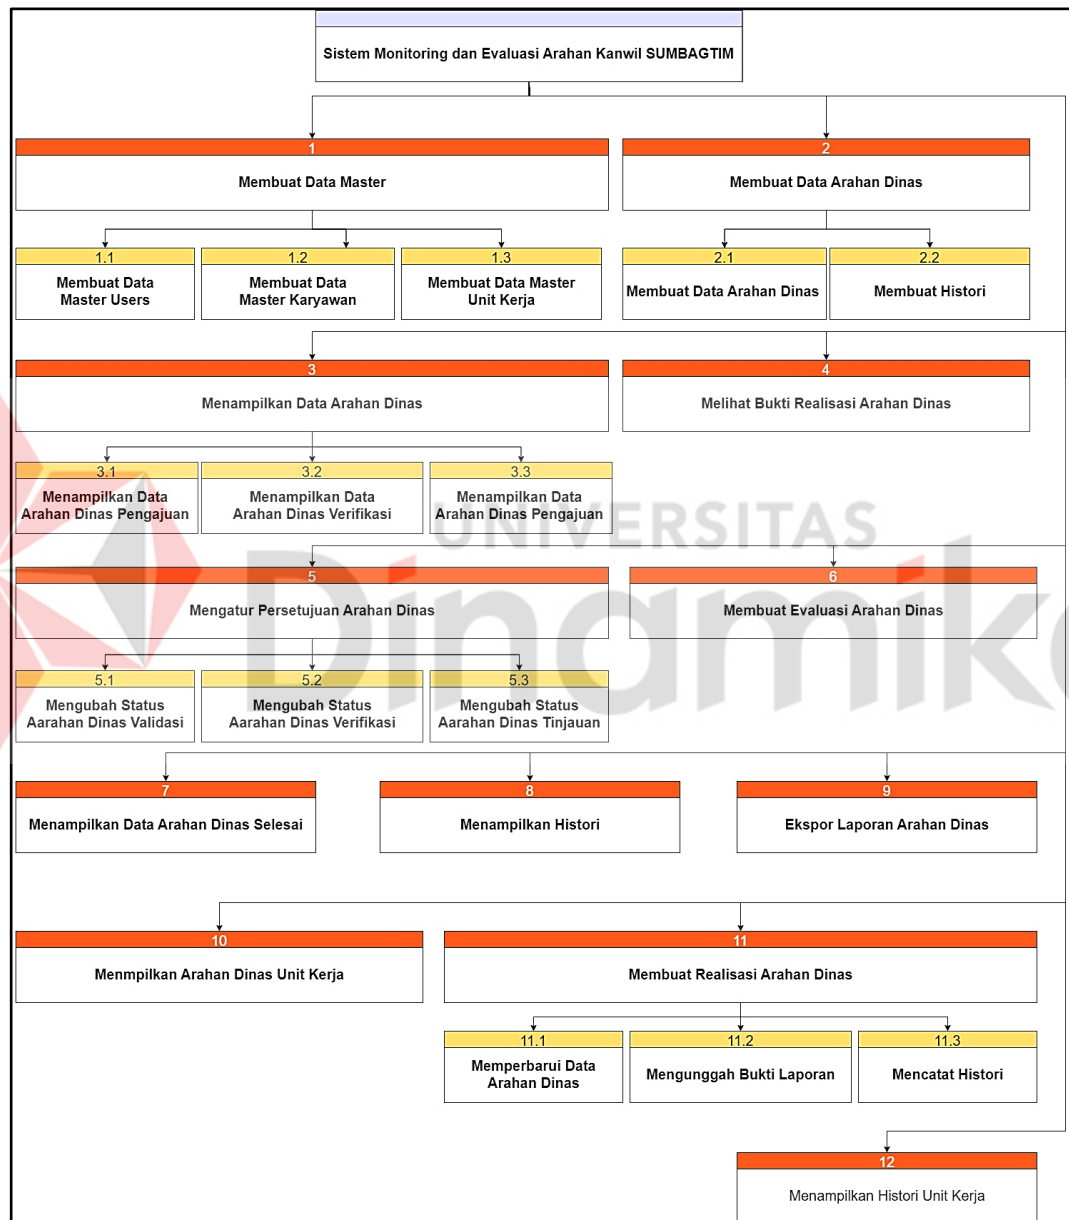 Sistem Monitoring dan Evaluasi Arahan Kanwil SUMBAGTIM
1
Membuat Data Master
2
Membuat Data Arahan Dinas
1.1
Membuat Data
Master Users
1.2
Membuat Data
Master Karyawan
1.3
Membuat Data Master
Unit Kerja
2.1
Membuat Data Arahan Dinas
2.2
Membuat Histori
3
Menampilkan Data Arahan Dinas
4
Melihat Bukti Realisasi Arahan Dinas
3.1
Menampilkan Data
Arahan Dinas Pengajuan
3.2
Menampilkan Data
Arahan Dinas Verifikasi
3.3
Menampilkan Data
Arahan Dinas Pengajuan
UNIVERSITAS
Dinamika
5
Mengatur Persetujuan Arahan Dinas
6
Membuat Evaluasi Arahan Dinas
5.1
Mengubah Status
Aarahan Dinas Validasi
5.2
Mengubah Status
Aarahan Dinas Verifikasi
5.3
Mengubah Status
Aarahan Dinas Tinjauan
7
Menampilkan Data Arahan Dinas Selesai
8
Menampilkan Histori
9
Ekspor Laporan Arahan Dinas
10
Menmpilkan Arahan Dinas Unit Kerja
11
Membuat Realisasi Arahan Dinas
11.1
Memperbarui Data
Arahan Dinas
11.2
Mengunggah Bukti Laporan
11.3
Mencatat Histori
12
Menampilkan Histori Unit Kerja